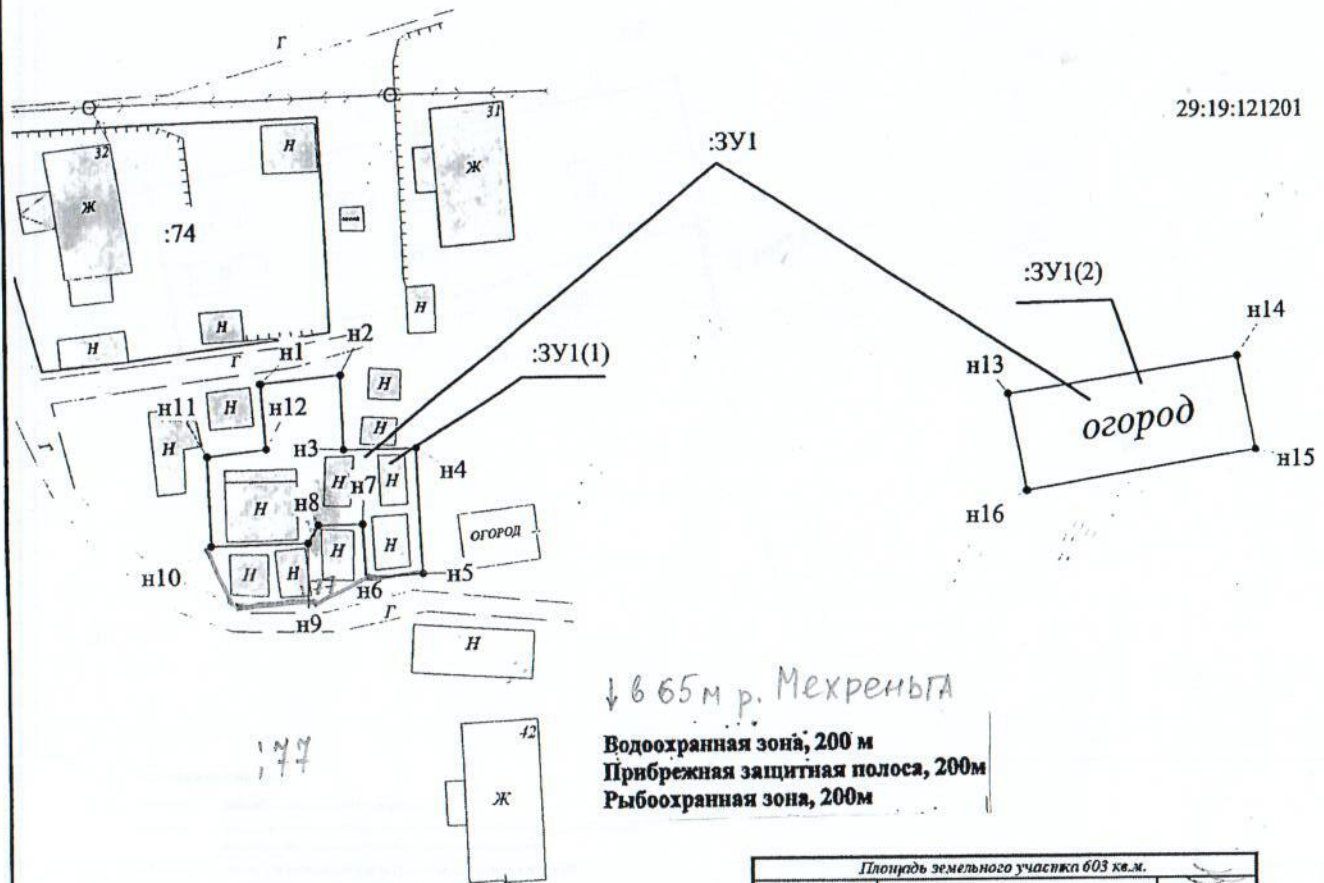 Г
29:19:121201
:ЗУ1
31
32
Н
Ж
Ж
:74
:ЗУ1(2)
Н
н14
Н
н2
Н
Г
н1
:ЗУ1(1)
н13
Н
огород
Н
н11
н12
Н
Н
н3
н4
н15
Г
Н
Н
н7
н8
Н
н16
ОГОРОД
Н
Н
н10
Н
Н
77
н6
н5
Г
н9
Н
↓ в 65м р. Мехреньга
:77
42
Водоохранная зона, 200 м
Прибрежная защитная полоса, 200м
Рыбоохранная зона, 200м
Ж
Площадь земельного участка 603 кв.м.